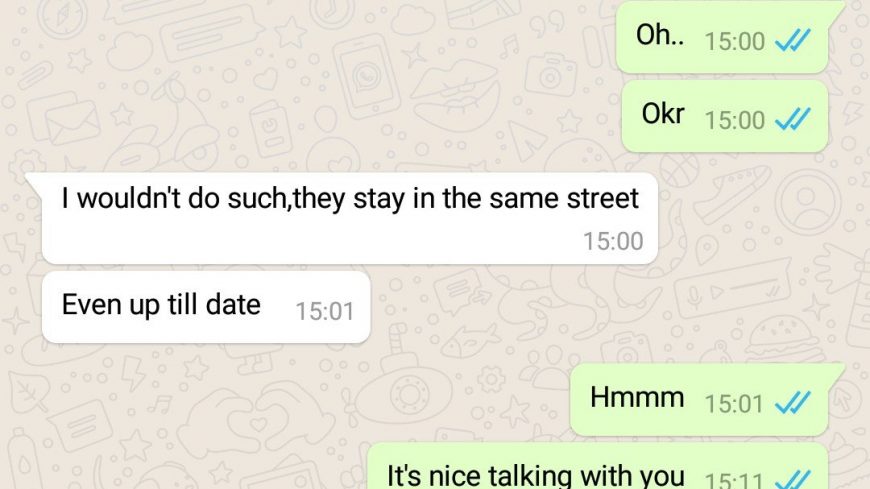 Oh.. 15:00
Okr 15:00
I wouldn't do such,they stay in the same street
15:00
Even up till date 15:01
Hmmm 15:01
It's nice talking with you 15:11